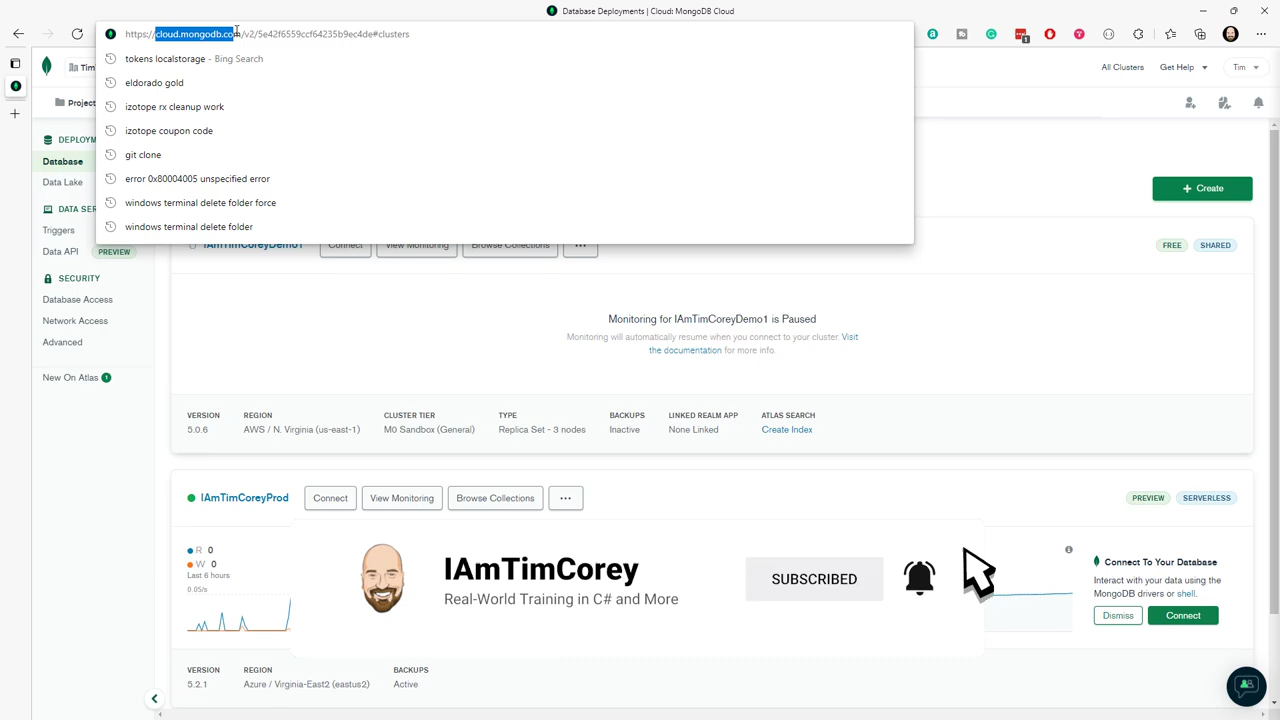 Database Deployments | Cloud: MongoDB Cloud
https://cloud.mongodb.com/v2/5e42f6559ccf64235b9ec4de#clusters
tokens localstorage - Bing Search
eldorado gold
izotope rx cleanup work
izotope coupon code
git clone
error 0x80004005 unspecified error
windows terminal delete folder force
windows terminal delete folder
1
Tim
All Clusters
Get Help
Tim
Project
DEPLOYM
Database
Data Lake
DATA SER
Triggers
Data API PREVIEW
SECURITY
Database Access
Network Access
Advanced
New On Atlas 1
+ Create
IAmTimCoreyDemo1 Connect View Monitoring Browse Collections ... FREE SHARED
Monitoring for IAmTimCoreyDemo1 is Paused
Monitoring will automatically resume when you connect to your cluster. Visit
the documentation for more info.
VERSION REGION CLUSTER TIER TYPE BACKUPS LINKED REALM APP ATLAS SEARCH
5.0.6 AWS / N. Virginia (us-east-1) M0 Sandbox (General) Replica Set - 3 nodes Inactive None Linked Create Index
IAmTimCoreyProd Connect View Monitoring Browse Collections ... PREVIEW SERVERLESS
R 0
W 0
Last 6 hours
0.05/s
IAmTimCorey
Real-World Training in C# and More
SUBSCRIBED
Connect To Your Database
Interact with your data using the
MongoDB drivers or shell.
Dismiss Connect
VERSION REGION BACKUPS
5.2.1 Azure / Virginia-East2 (eastus2) Active